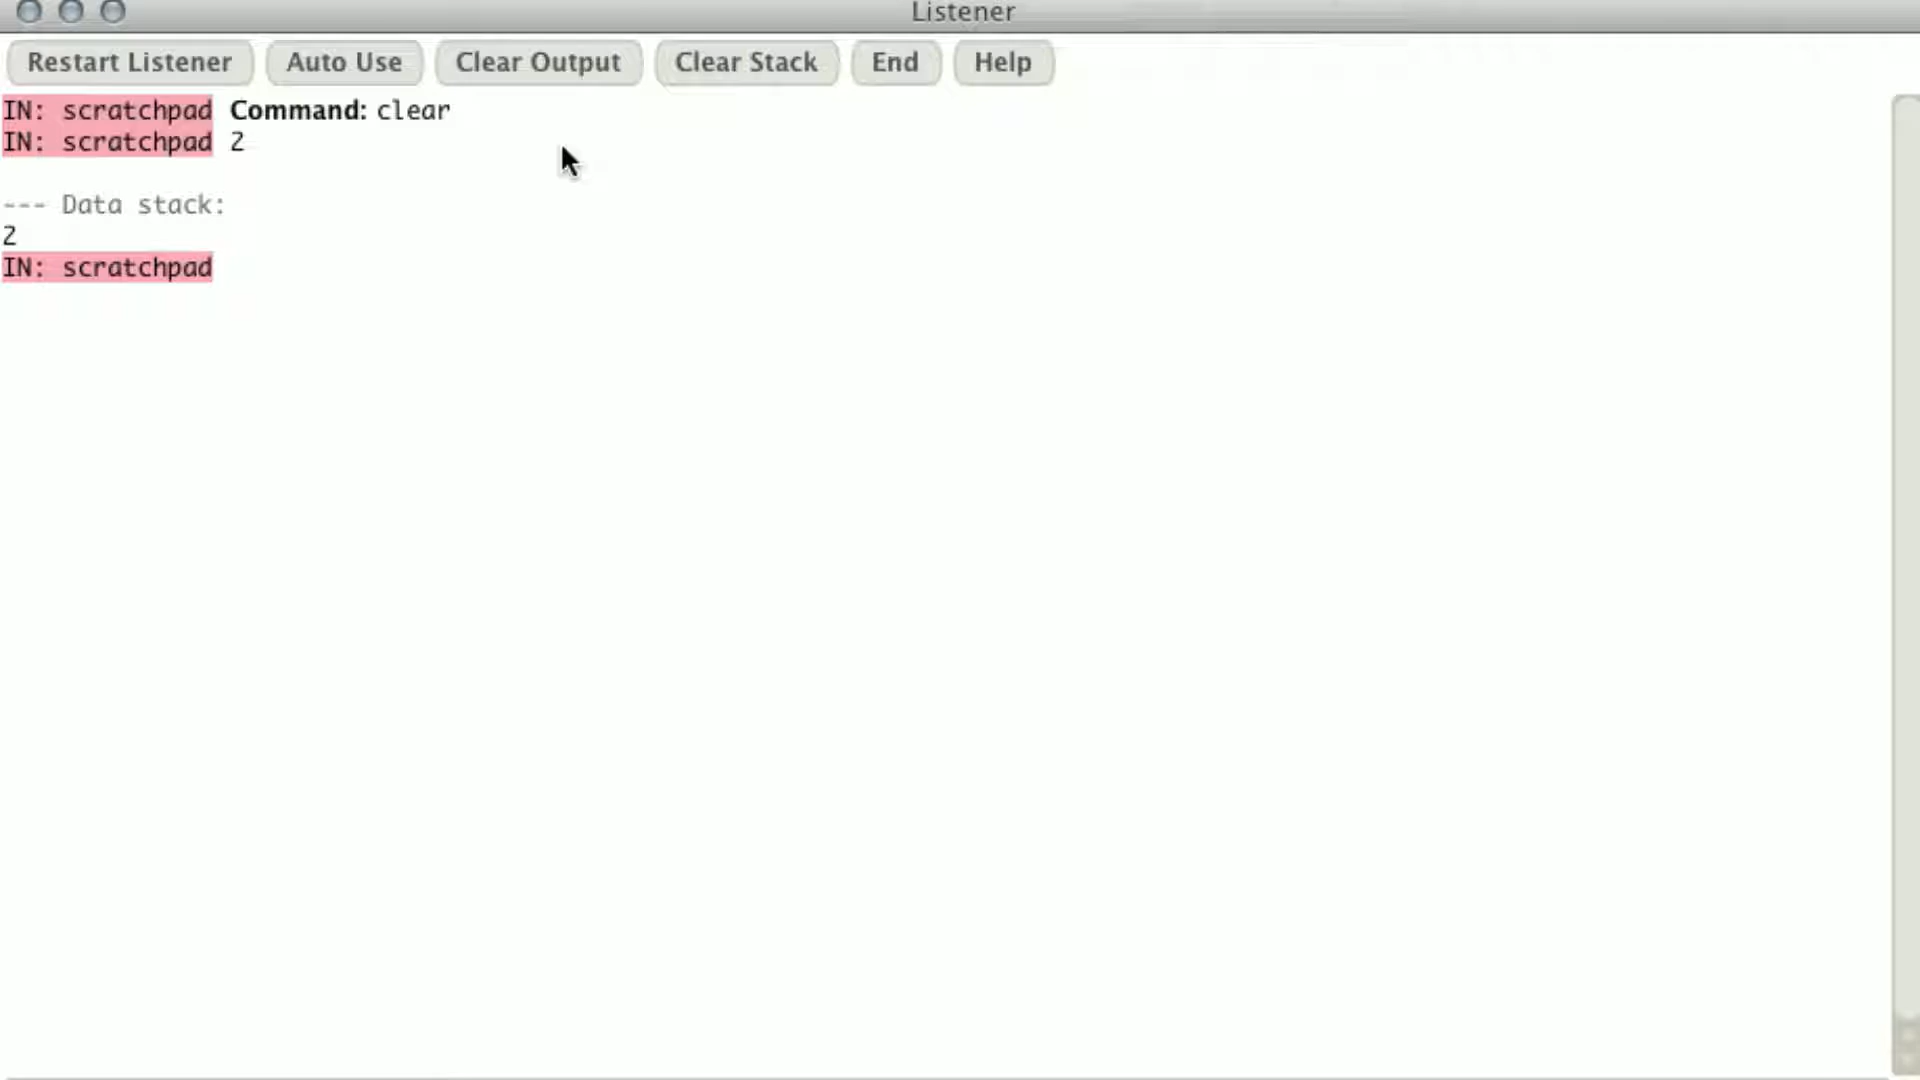 Listener
Restart Listener Auto Use Clear Output Clear Stack End Help
IN: scratchpad Command: clear
IN: scratchpad 2
--- Data stack:
2
IN: scratchpad